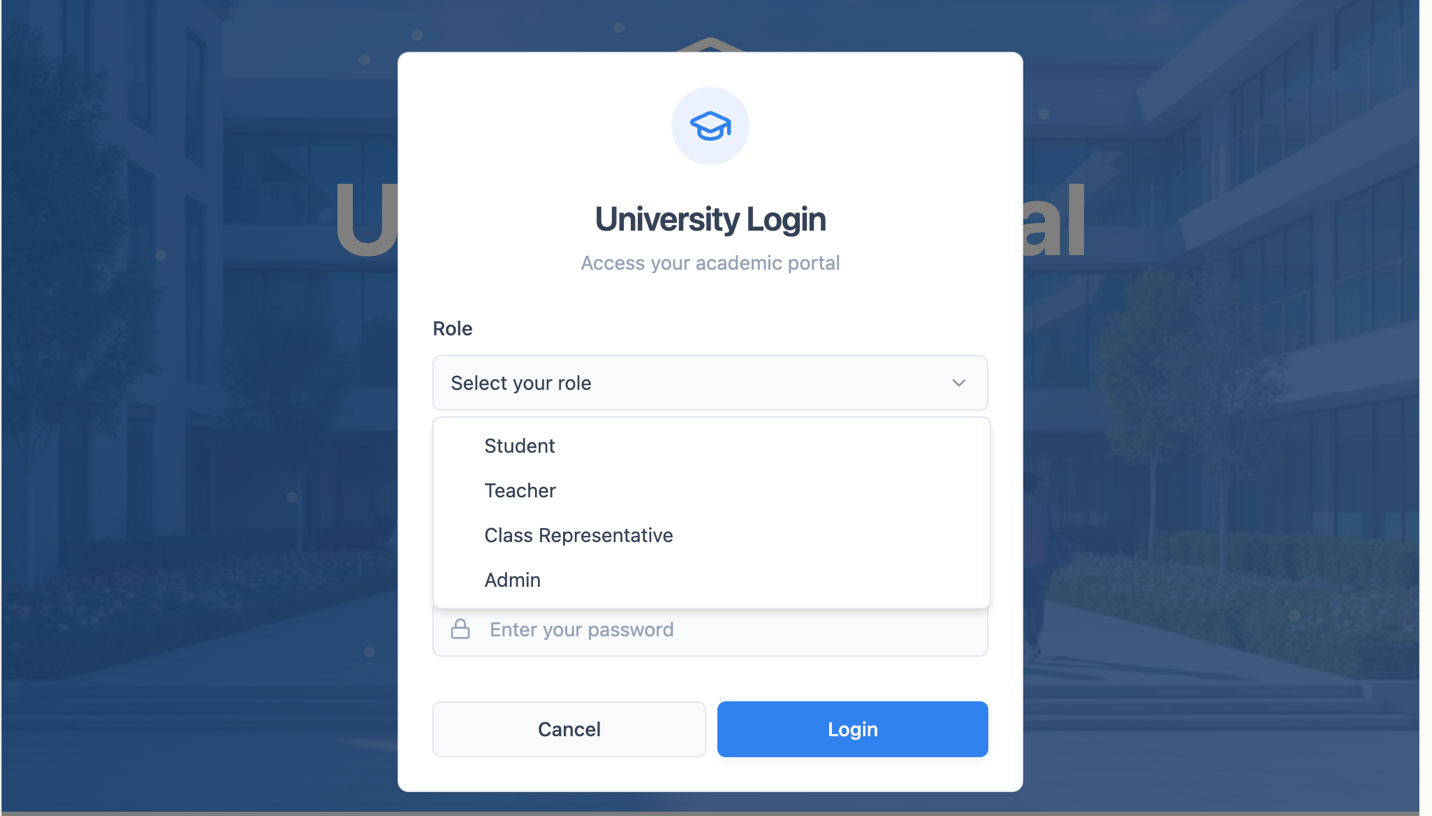 University Login
Access your academic portal
Role
Select your role
Student
Teacher
Class Representative
Admin
Enter your password
Cancel
Login